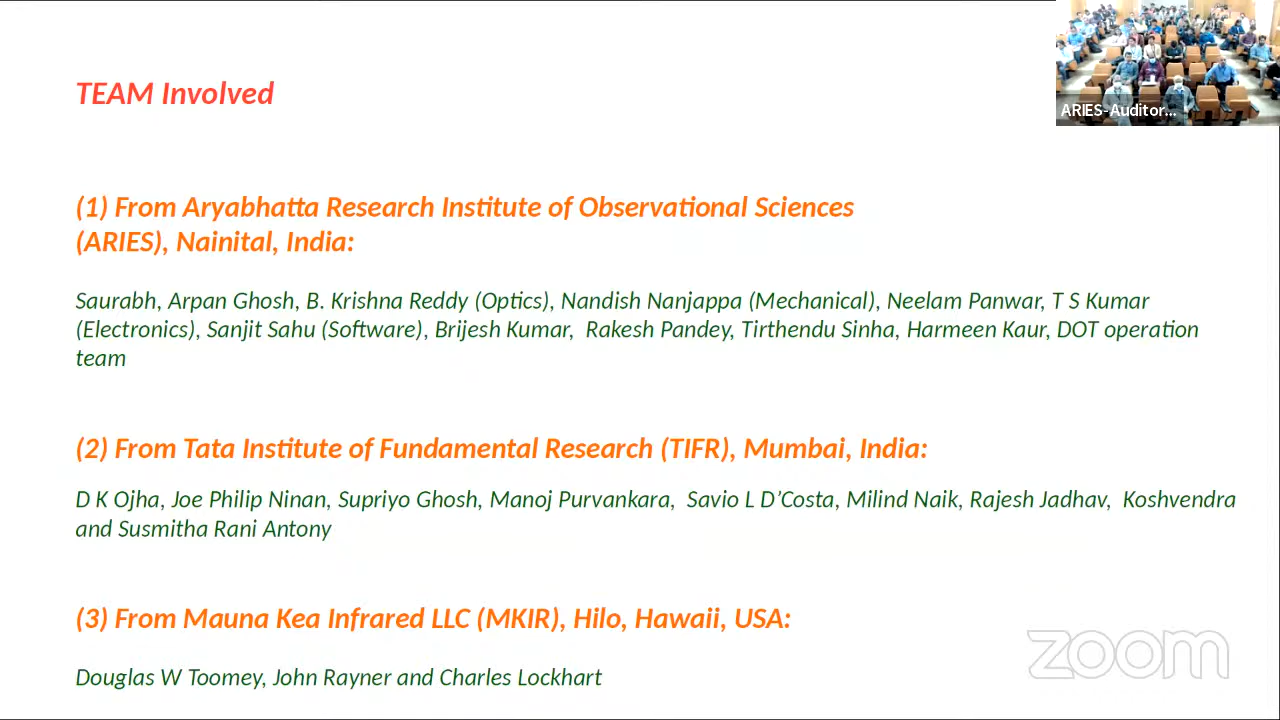 TEAM Involved
ARIES-Auditor...
(1) From Aryabhatta Research Institute of Observational Sciences
(ARIES), Nainital, India:
Saurabh, Arpan Ghosh, B. Krishna Reddy (Optics), Nandish Nanjappa (Mechanical), Neelam Panwar, T S Kumar
(Electronics), Sanjit Sahu (Software), Brijesh Kumar, Rakesh Pandey, Tirthendu Sinha, Harmeen Kaur, DOT operation
team
(2) From Tata Institute of Fundamental Research (TIFR), Mumbai, India:
D K Ojha, Joe Philip Ninan, Supriyo Ghosh, Manoj Purvankara, Savio L D’Costa, Milind Naik, Rajesh Jadhav, Koshvendra
and Susmitha Rani Antony
(3) From Mauna Kea Infrared LLC (MKIR), Hilo, Hawaii, USA:
Douglas W Toomey, John Rayner and Charles Lockhart
zoom